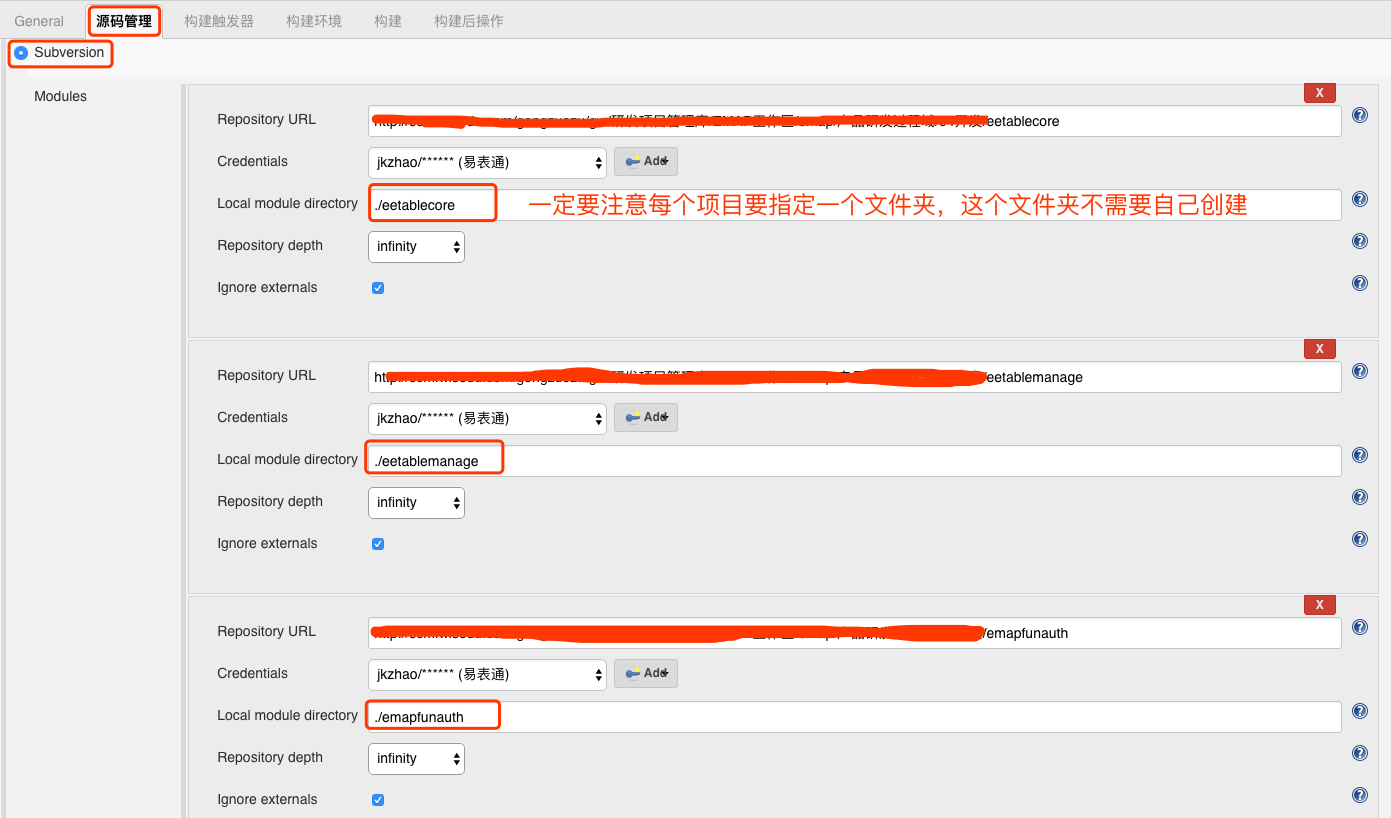 General 源码管理 构建触发器 构建环境 构建 构建后操作
Subversion
Modules
X
Repository URL /eetablecore
Credentials jkzhao/****** (易表通) Add
Local module directory ./eetablecore 一定要注意每个项目要指定一个文件夹，这个文件夹不需要自己创建
Repository depth infinity
Ignore externals
X
Repository URL /eetablemanage
Credentials jkzhao/****** (易表通) Add
Local module directory ./eetablemanage
Repository depth infinity
Ignore externals
X
Repository URL /emapfunauth
Credentials jkzhao/****** (易表通) Add
Local module directory ./emapfunauth
Repository depth infinity
Ignore externals